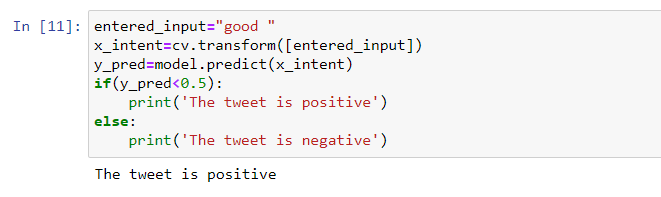 In [11]: entered_input="good "
x_intent=cv.transform([entered_input])
y_pred=model.predict(x_intent)
if(y_pred<0.5):
    print('The tweet is positive')
else:
    print('The tweet is negative')
The tweet is positive